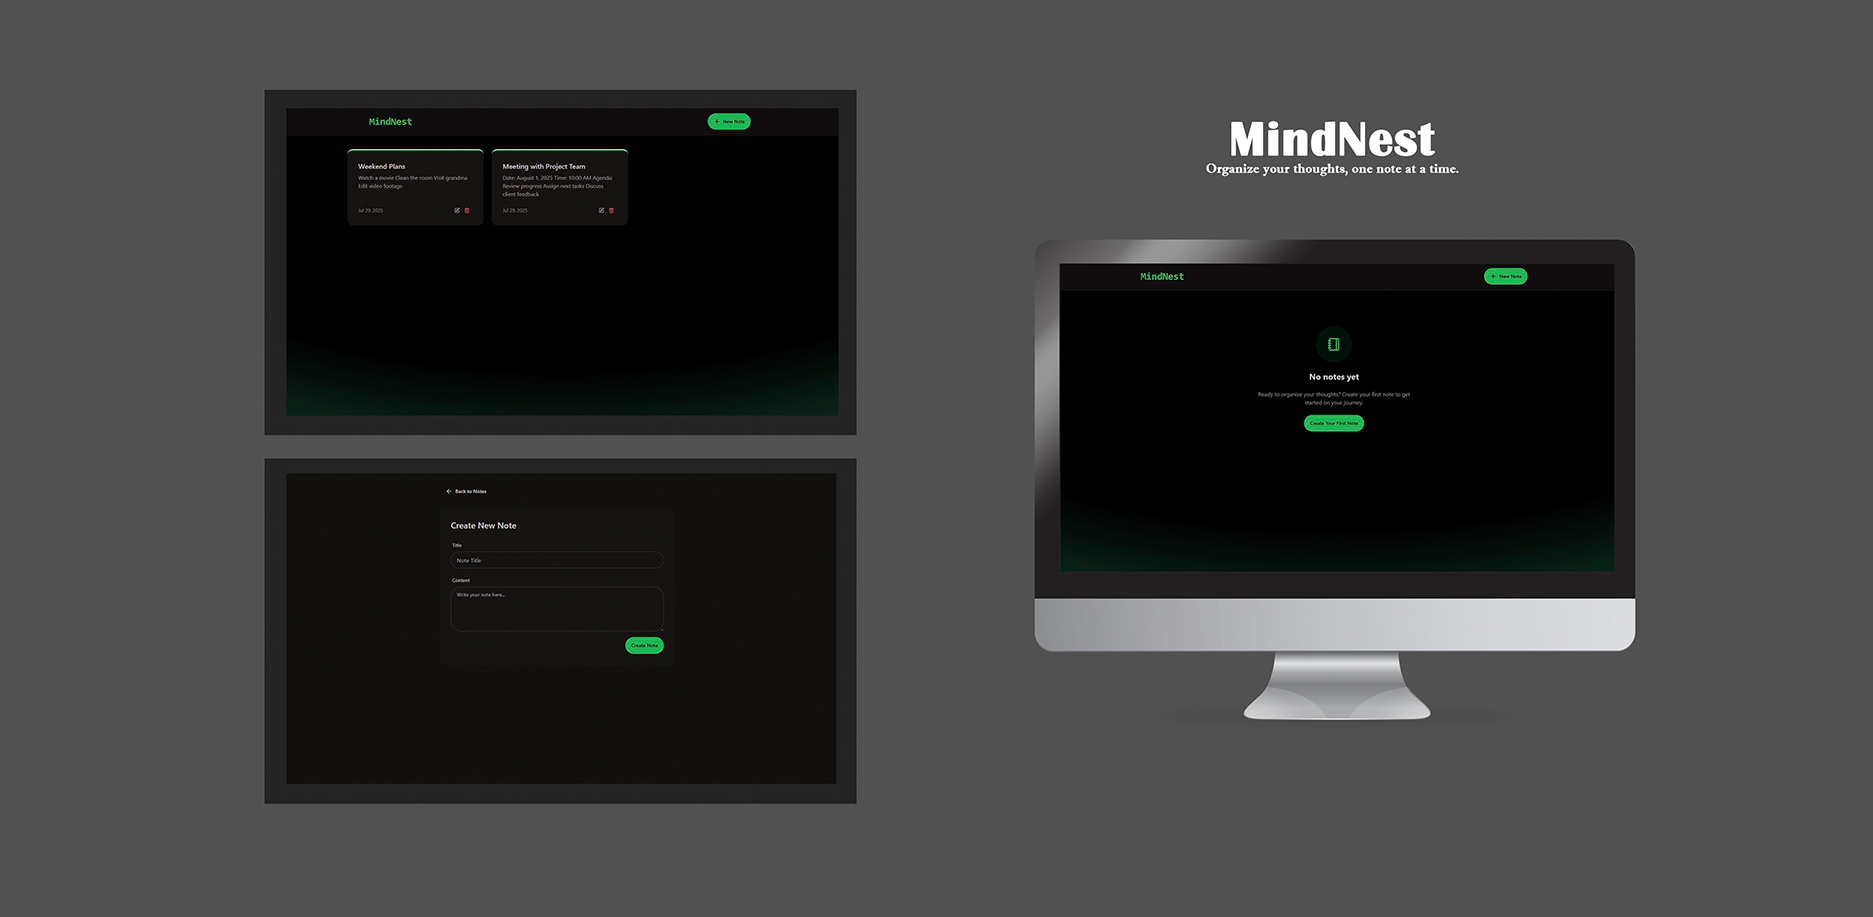 MindNest
+ New Note
Weekend Plans
Watch a movie Clean the room Visit grandma
Edit video footage
Jul 29, 2025
Meeting with Project Team
Date: August 1, 2025 Time: 10:00 AM Agenda:
Review progress Assign next tasks Discuss
client feedback
Jul 29, 2025
← Back to Notes
Create New Note
Title
Note Title
Content
Write your note here...
Create Note
MindNest
Organize your thoughts, one note at a time.
MindNest
+ New Note
No notes yet
Ready to organize your thoughts? Create your first note to get
started on your journey.
Create Your First Note